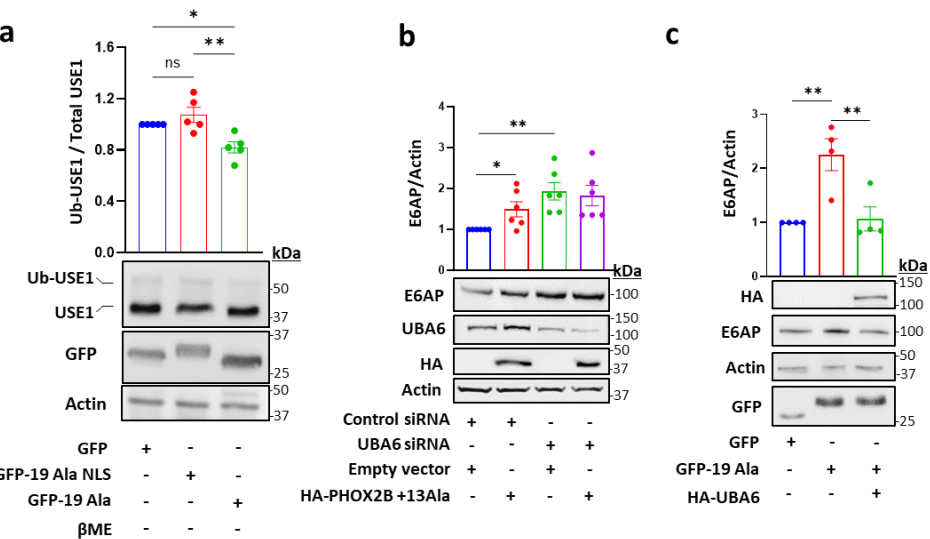 a
*
**
ns
Ub-USE1 / Total USE1
1.6
1.2
0.8
0.4
0.0
kDa
Ub-USE1
USE1
-50
-37
GFP
-37
-25
Actin
-50
-37
GFP + - -
GFP-19 Ala NLS - + -
GFP-19 Ala - - +
βME - - -
b
**
*
E6AP/Actin
4
3
2
1
0
kDa
E6AP
-100
UBA6
-150
-100
HA
-50
-37
Actin
-37
Control siRNA + + - -
UBA6 siRNA - - + +
Empty vector + - + -
HA-PHOX2B +13Ala - + - +
c
**
**
E6AP/Actin
3
2
1
0
kDa
HA
150
100
E6AP
100
Actin
-50
-37
GFP
-25
GFP + - -
GFP-19 Ala - + +
HA-UBA6 - - +